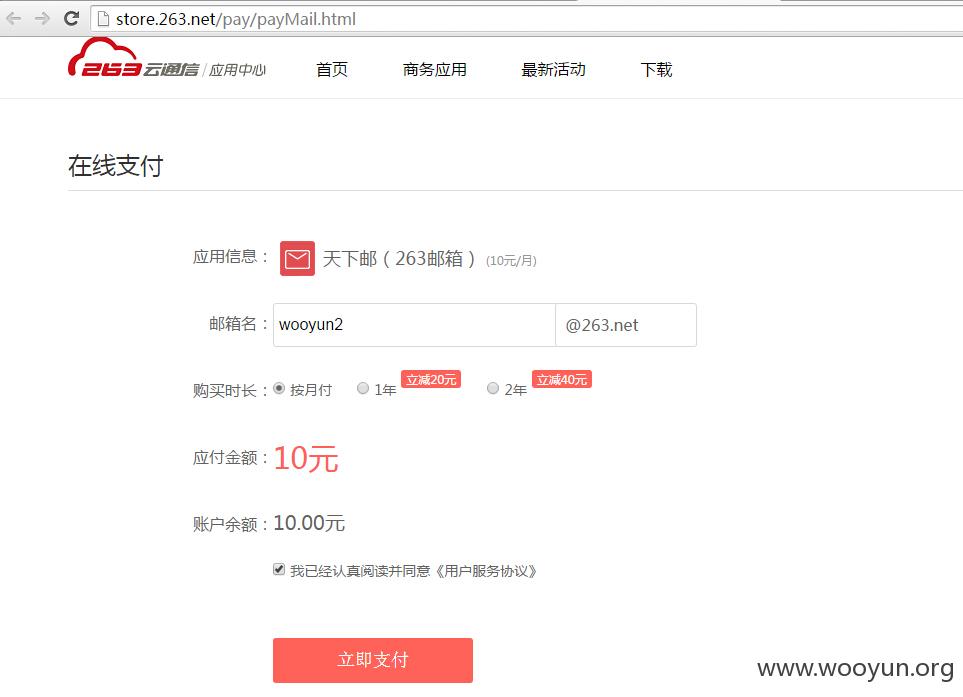 store.263.net/pay/payMail.html
263云通信/应用中心 首页 商务应用 最新活动 下载
在线支付
应用信息： 天下邮（263邮箱）(10元/月)
邮箱名： wooyun2 @263.net
购买时长： 按月付 1年 立减20元 2年 立减40元
应付金额： 10元
账户余额： 10.00元
我已经认真阅读并同意《用户服务协议》
立即支付
www.wooyun.org